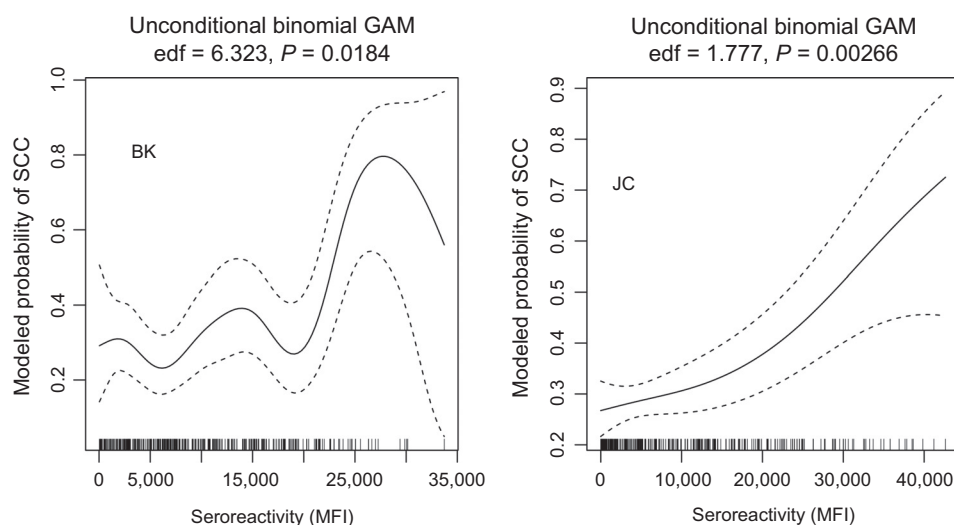 Unconditional binomial GAM
edf = 6.323, P = 0.0184
Modeled probability of SCC
1.0
0.8
0.6
0.4
0.2
BK
0 5,000 15,000 25,000 35,000
Seroreactivity (MFI)
Unconditional binomial GAM
edf = 1.777, P = 0.00266
Modeled probability of SCC
0.9
0.8
0.7
0.6
0.5
0.4
0.3
0.2
JC
0 10,000 20,000 30,000 40,000
Seroreactivity (MFI)